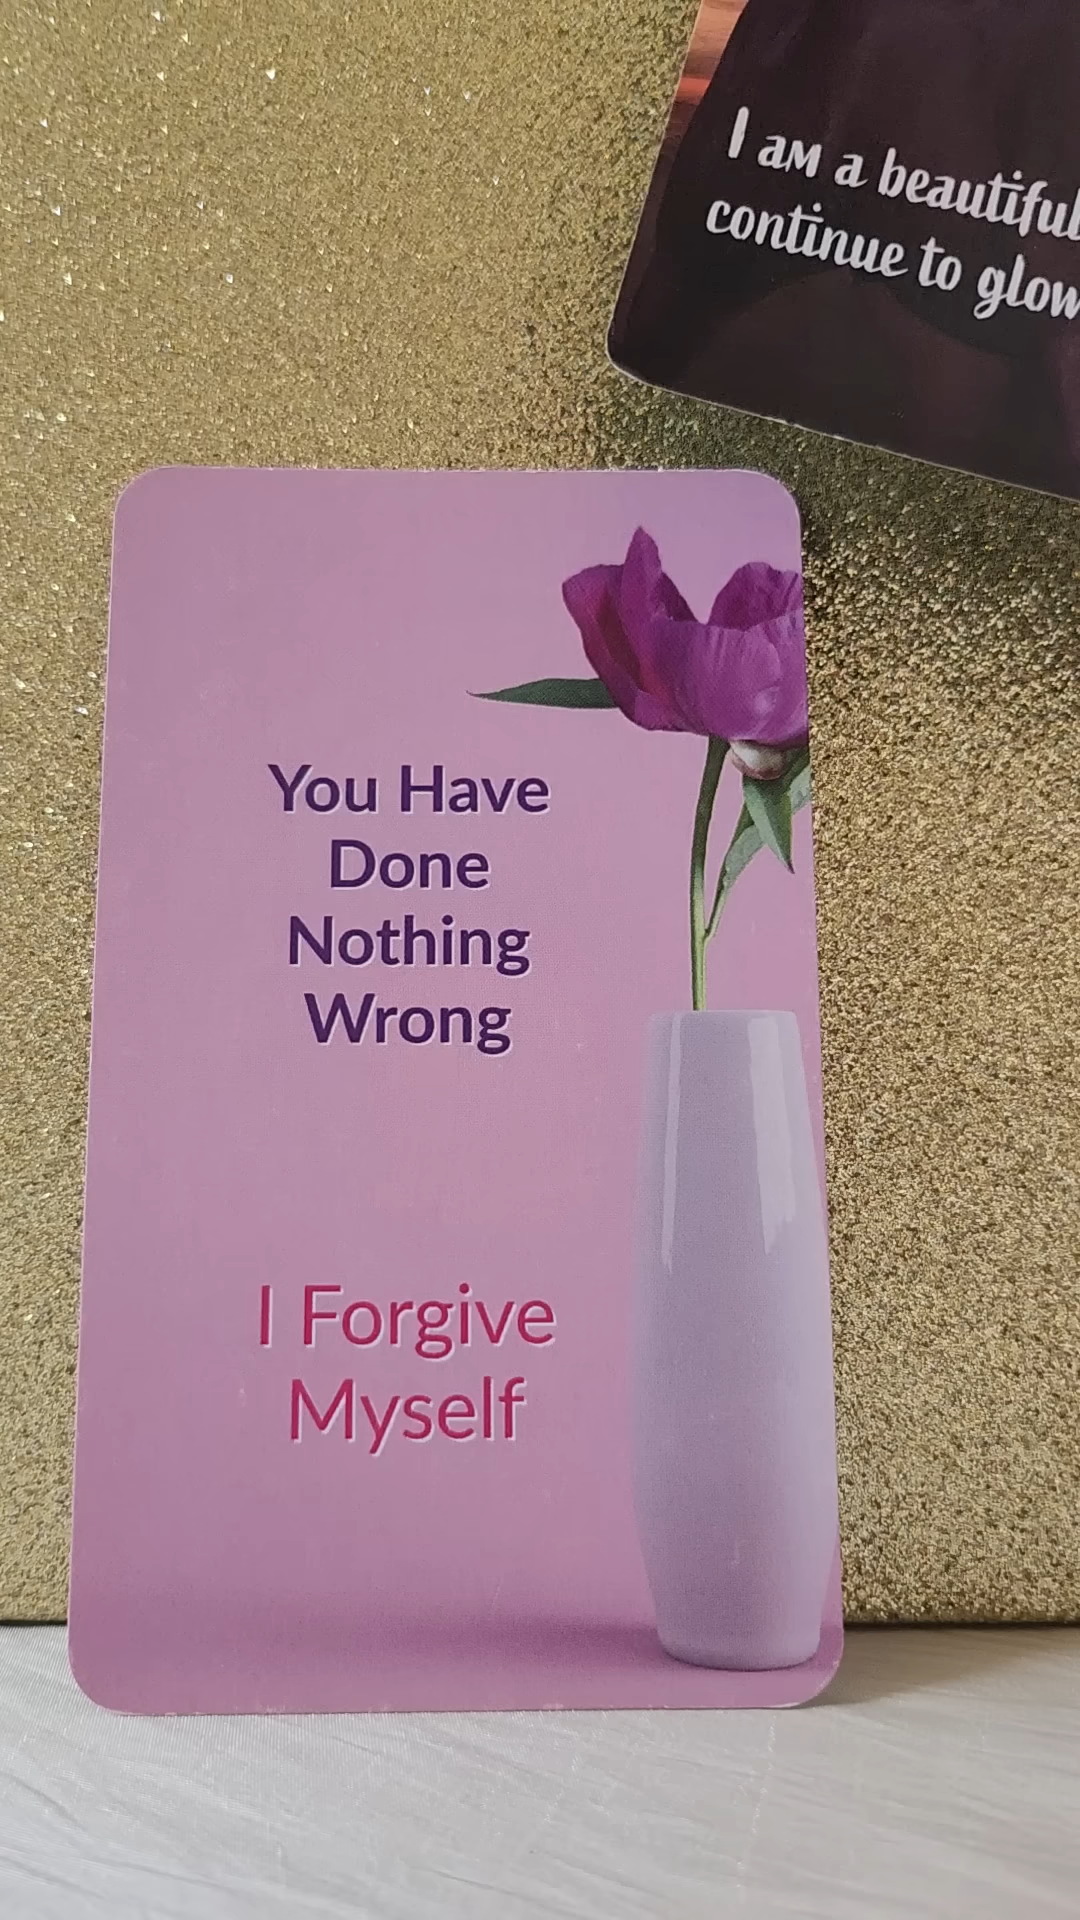 I am a beautiful
continue to glow
You Have
Done
Nothing
Wrong
I Forgive
Myself